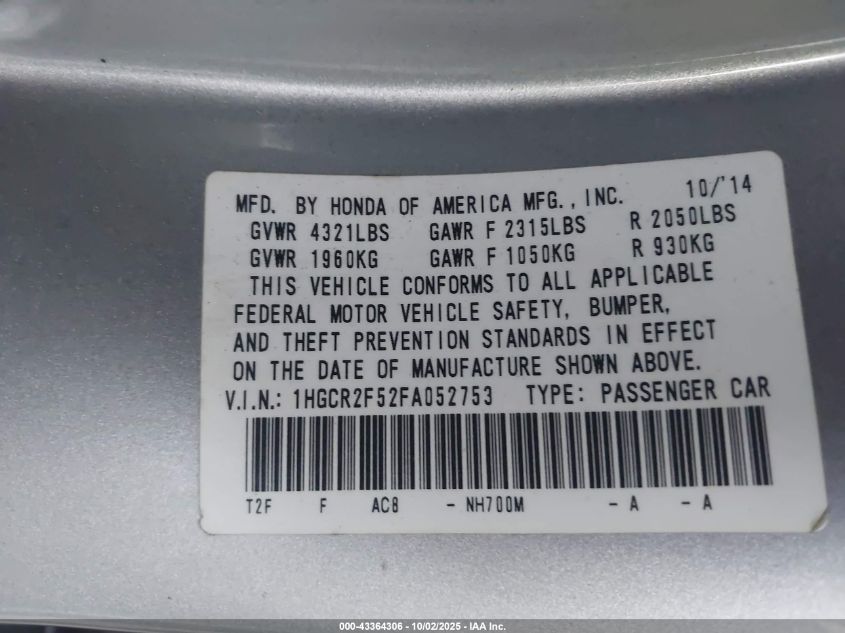 MFD. BY HONDA OF AMERICA MFG., INC. 10/'14
GVWR 4321LBS GAWR F 2315LBS R 2050LBS
GVWR 1960KG GAWR F 1050KG R 930KG
THIS VEHICLE CONFORMS TO ALL APPLICABLE
FEDERAL MOTOR VEHICLE SAFETY, BUMPER,
AND THEFT PREVENTION STANDARDS IN EFFECT
ON THE DATE OF MANUFACTURE SHOWN ABOVE.
V.I.N.: 1HGCR2F52FA052753 TYPE: PASSENGER CAR
T2F F AC8 - NH700M - A - A
000-43364306 - 10/02/2025 - IAA Inc.